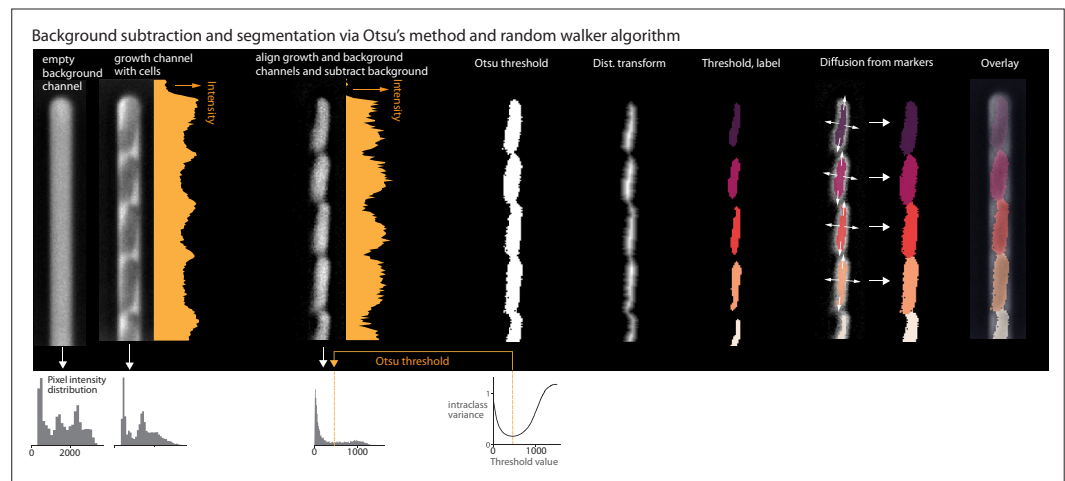 Background subtraction and segmentation via Otsu's method and random walker algorithm
empty
background
channel
growth channel
with cells
Intensity
align growth and background
channels and subtract background
Intensity
Otsu threshold
Dist. transform
Threshold, label
Diffusion from markers
Overlay
Otsu threshold
Pixel intensity
distribution
0
2000
0
1000
intraclass
variance
1
0
0
1000
Threshold value